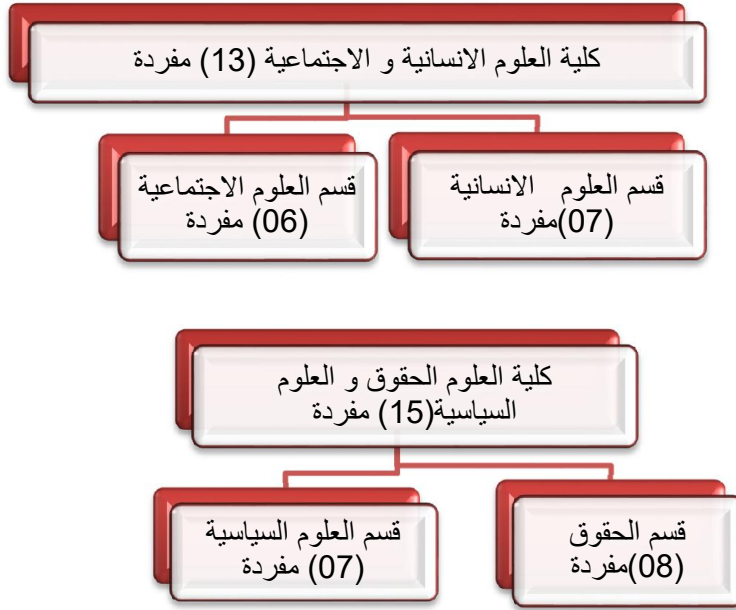 كلية العلوم الانسانية و الاجتماعية (13) مفردة
قسم العلوم الانسانية
(07)مفردة
قسم العلوم الاجتماعية
(06) مفردة
كلية العلوم الحقوق و العلوم
السياسية(15) مفردة
قسم الحقوق
(08)مفردة
قسم العلوم السياسية
(07) مفردة